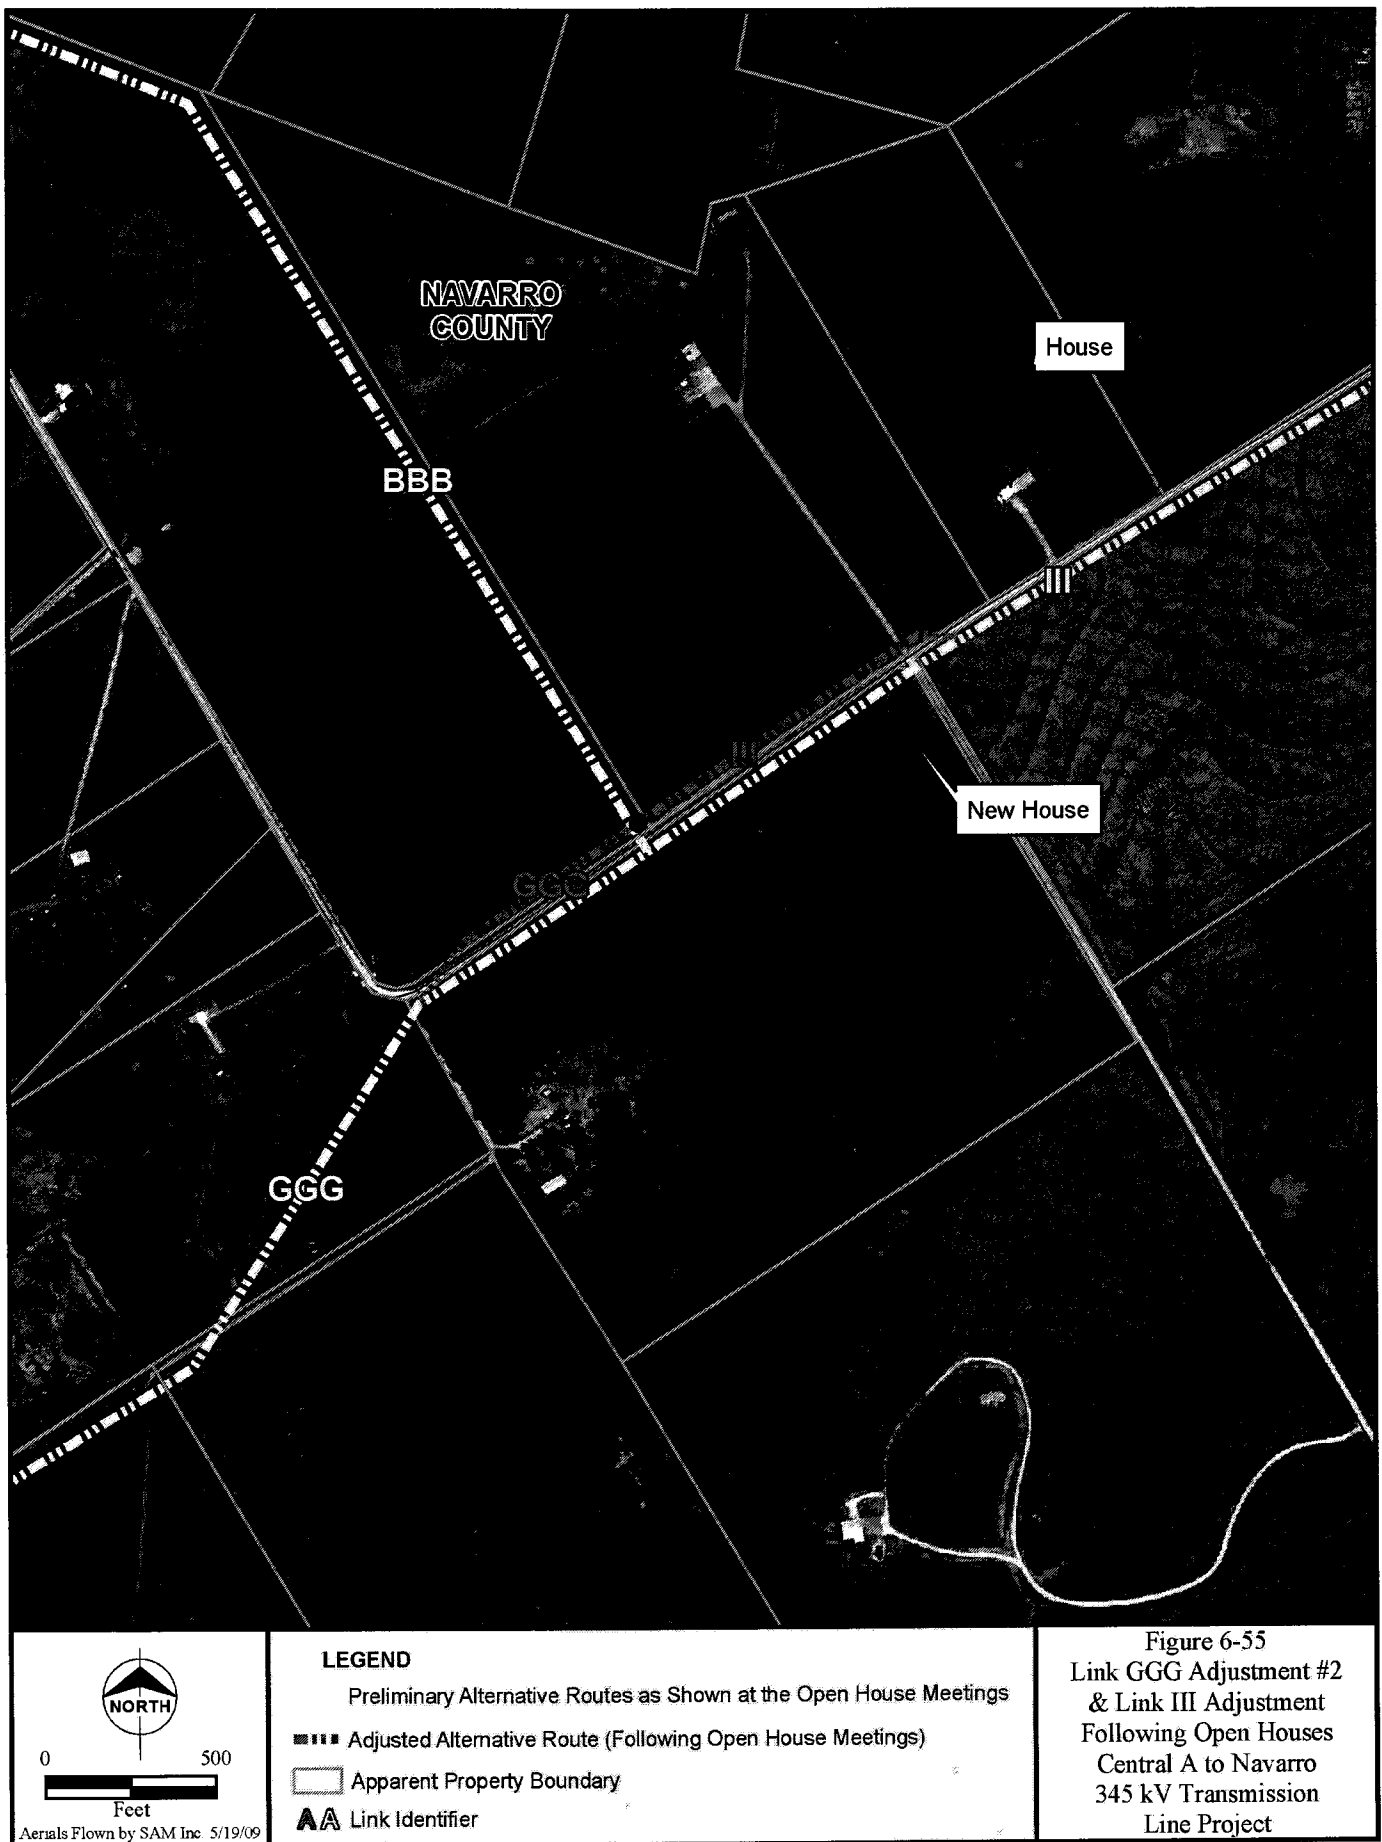 NAVARRO
COUNTY
House
BBB
III
III
New House
GGG
GGG
LEGEND
Preliminary Alternative Routes as Shown at the Open House Meetings
Adjusted Alternative Route (Following Open House Meetings)
Apparent Property Boundary
AA Link Identifier
NORTH
0 500
Feet
Aerials Flown by SAM Inc. 5/19/09
Figure 6-55
Link GGG Adjustment #2
& Link III Adjustment
Following Open Houses
Central A to Navarro
345 kV Transmission
Line Project